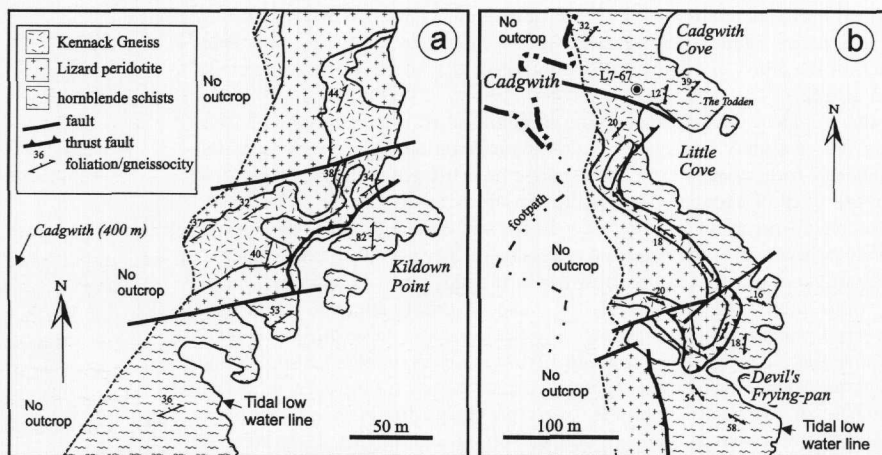 a
Kennack Gneiss
Lizard peridotite
hornblende schists
fault
thrust fault
36
foliation/gneissocity
No
outcrop
44
38
34
32
40
82
Kildown
Point
Cadgwith (400 m)
N
No
outcrop
53
36
No
outcrop
Tidal low
water line
50 m
b
No
outcrop
32
Cadgwith
Cove
Cadgwith
L7-67
39
12
The Todden
N
20
Little
Cove
footpath
18
No
outcrop
20
16
18
Devil's
Frying-pan
No
outcrop
54
58
100 m
Tidal low
water line